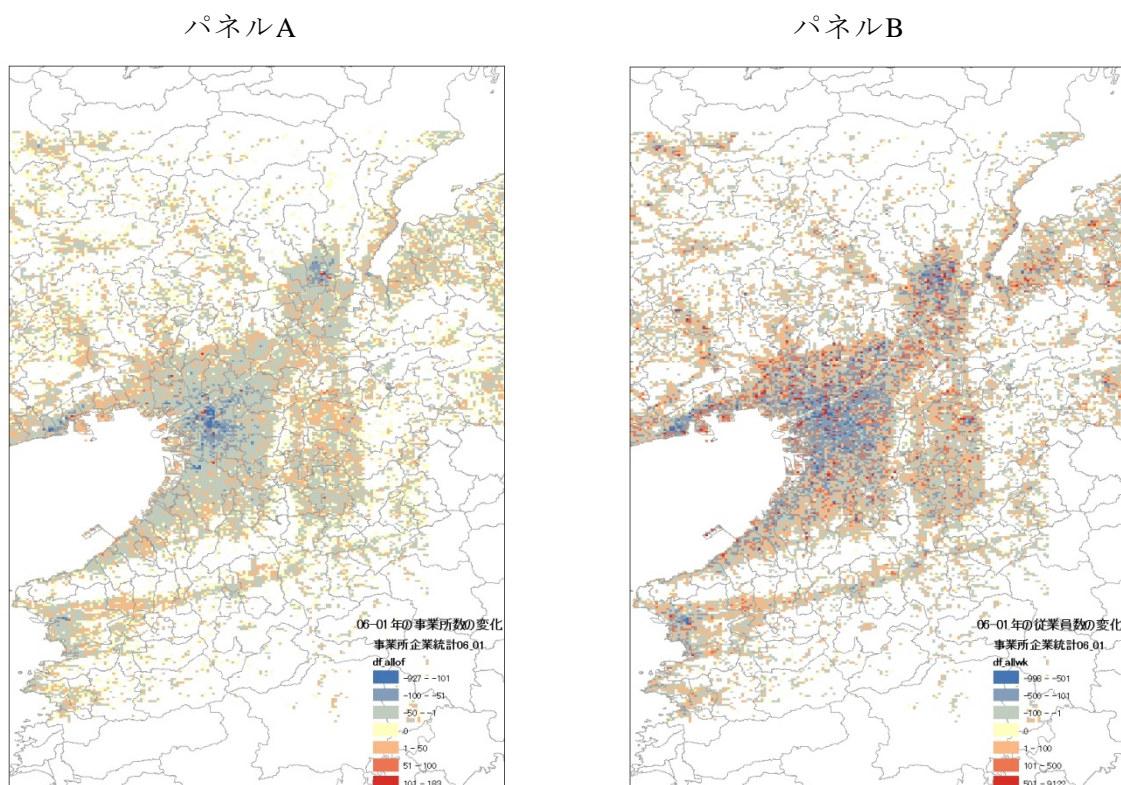 パネルA
パネルB
06-01年の事業所数の変化
事業所企業統計06_01
df_allof
-927 - -101
-100 - -51
-50 - -1
0
1 - 50
51 - 100
101 - 183
06-01年の従業員数の変化
事業所企業統計06_01
df_allwk
-500 - -101
-100 - -1
0
1 - 100
101 - 500
501 - 9122